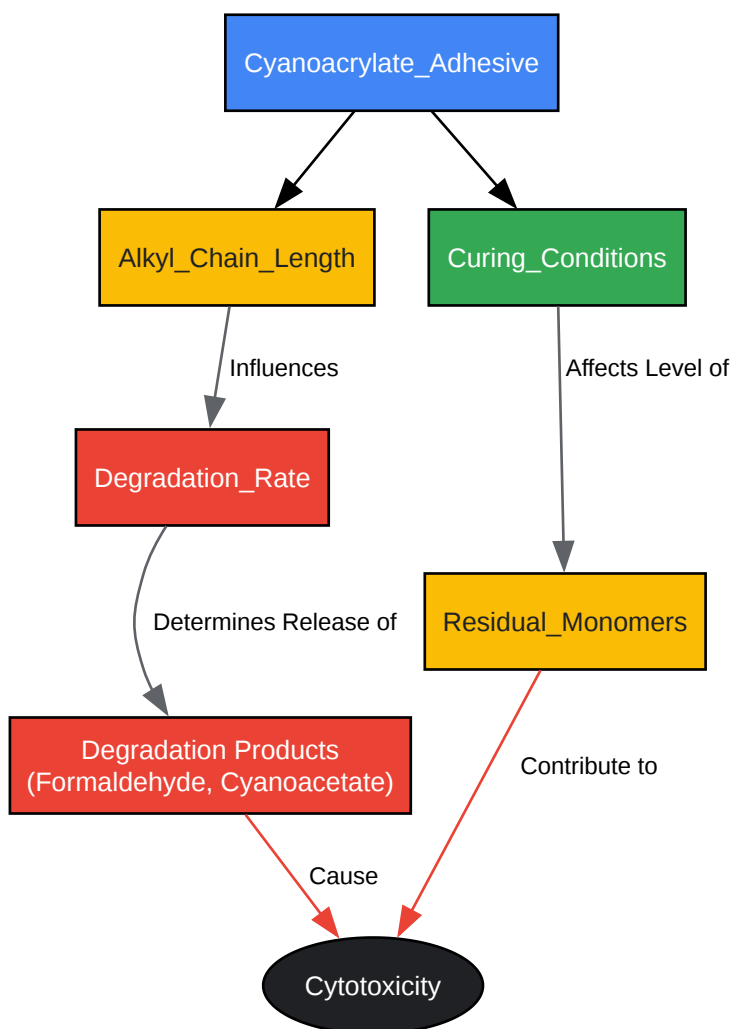 Cyanoacrylate_Adhesive
Alkyl_Chain_Length
Curing_Conditions
Influences
Affects Level of
Degradation_Rate
Determines Release of
Residual_Monomers
Degradation Products
(Formaldehyde, Cyanoacetate)
Contribute to
Cause
Cytotoxicity